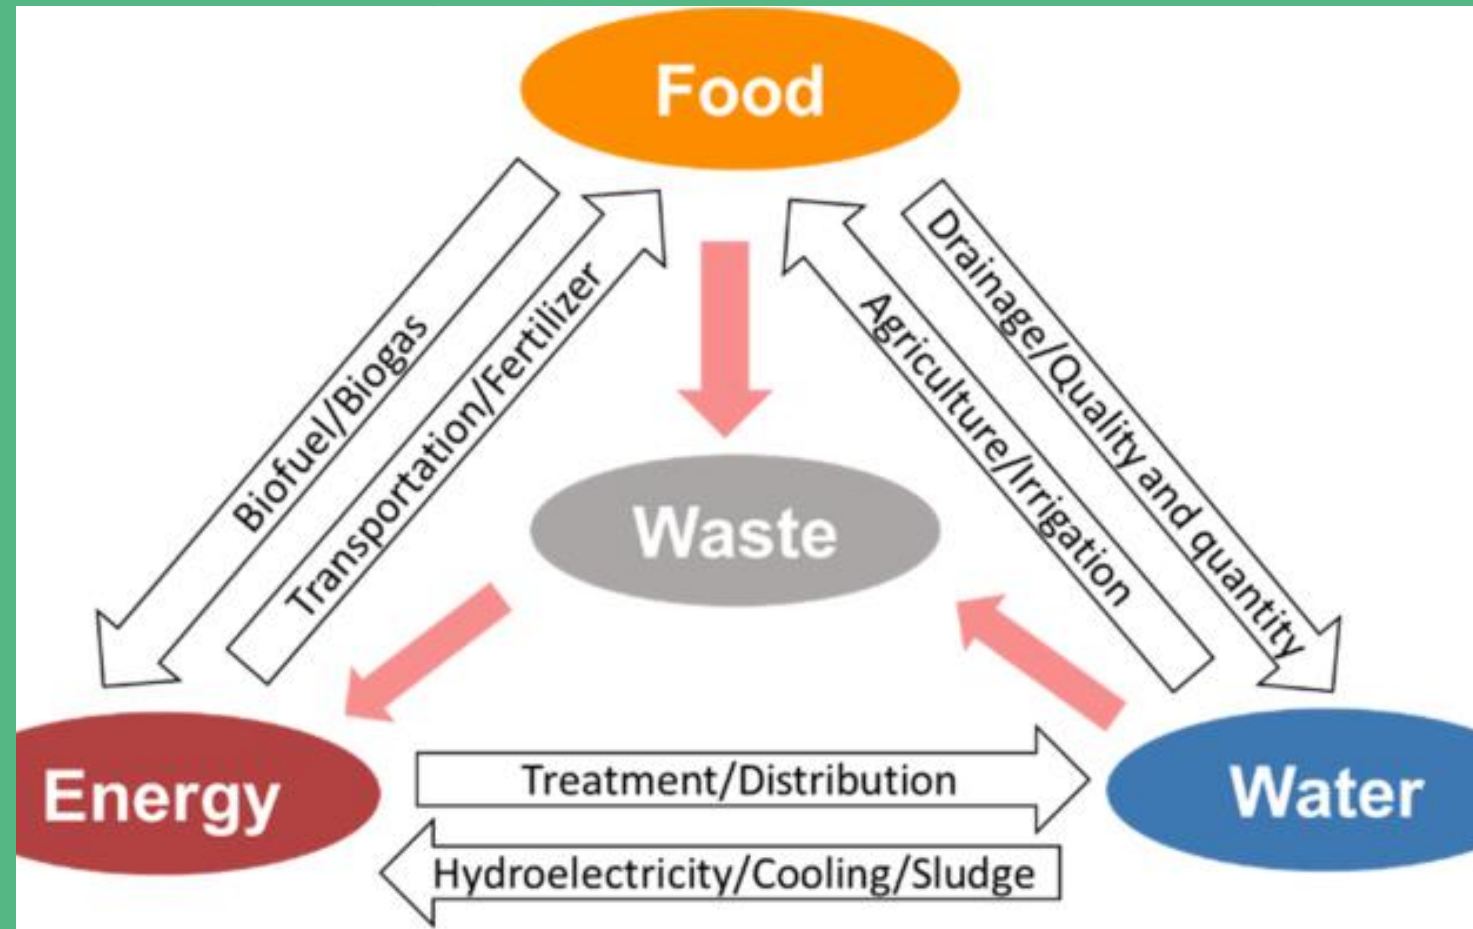 Food
Biofuel/Biogas
Transportation/Fertilizer
Agriculture/Irrigation
Drainage/Quality and quantity
Waste
Energy
Treatment/Distribution
Hydroelectricity/Cooling/Sludge
Water